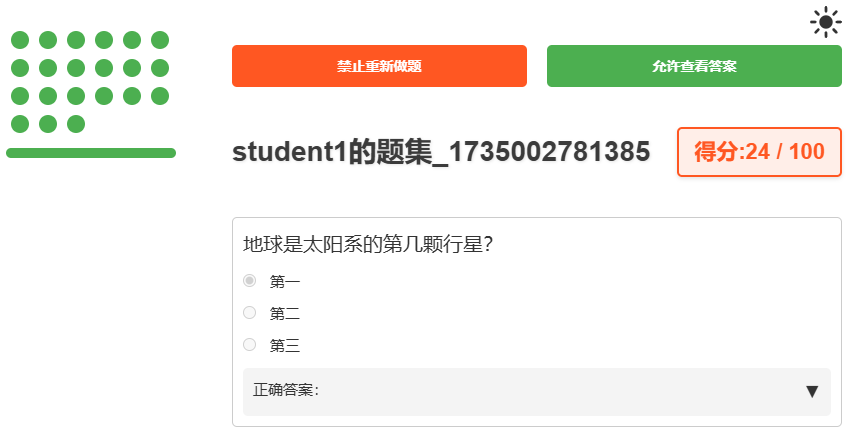 禁止重新做题
允许查看答案
student1的题集_1735002781385
得分:24 / 100
地球是太阳系的第几颗行星?
第一
第二
第三
正确答案: